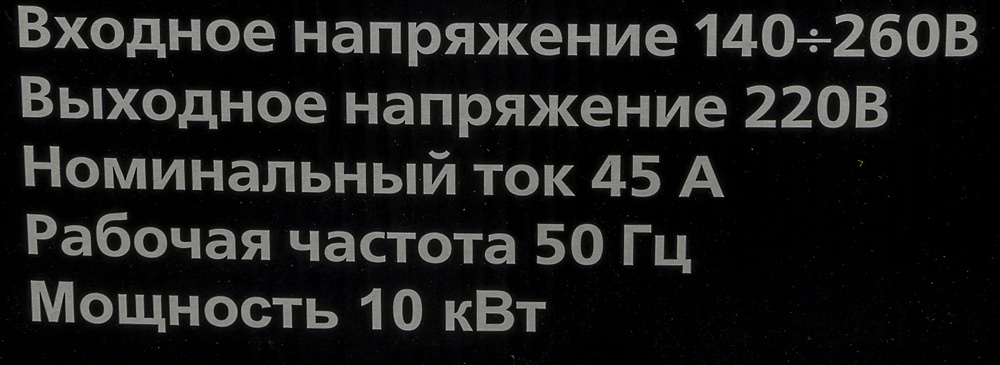 Входное напряжение 140÷260В
Выходное напряжение 220В
Номинальный ток 45 А
Рабочая частота 50 Гц
Мощность 10 кВт